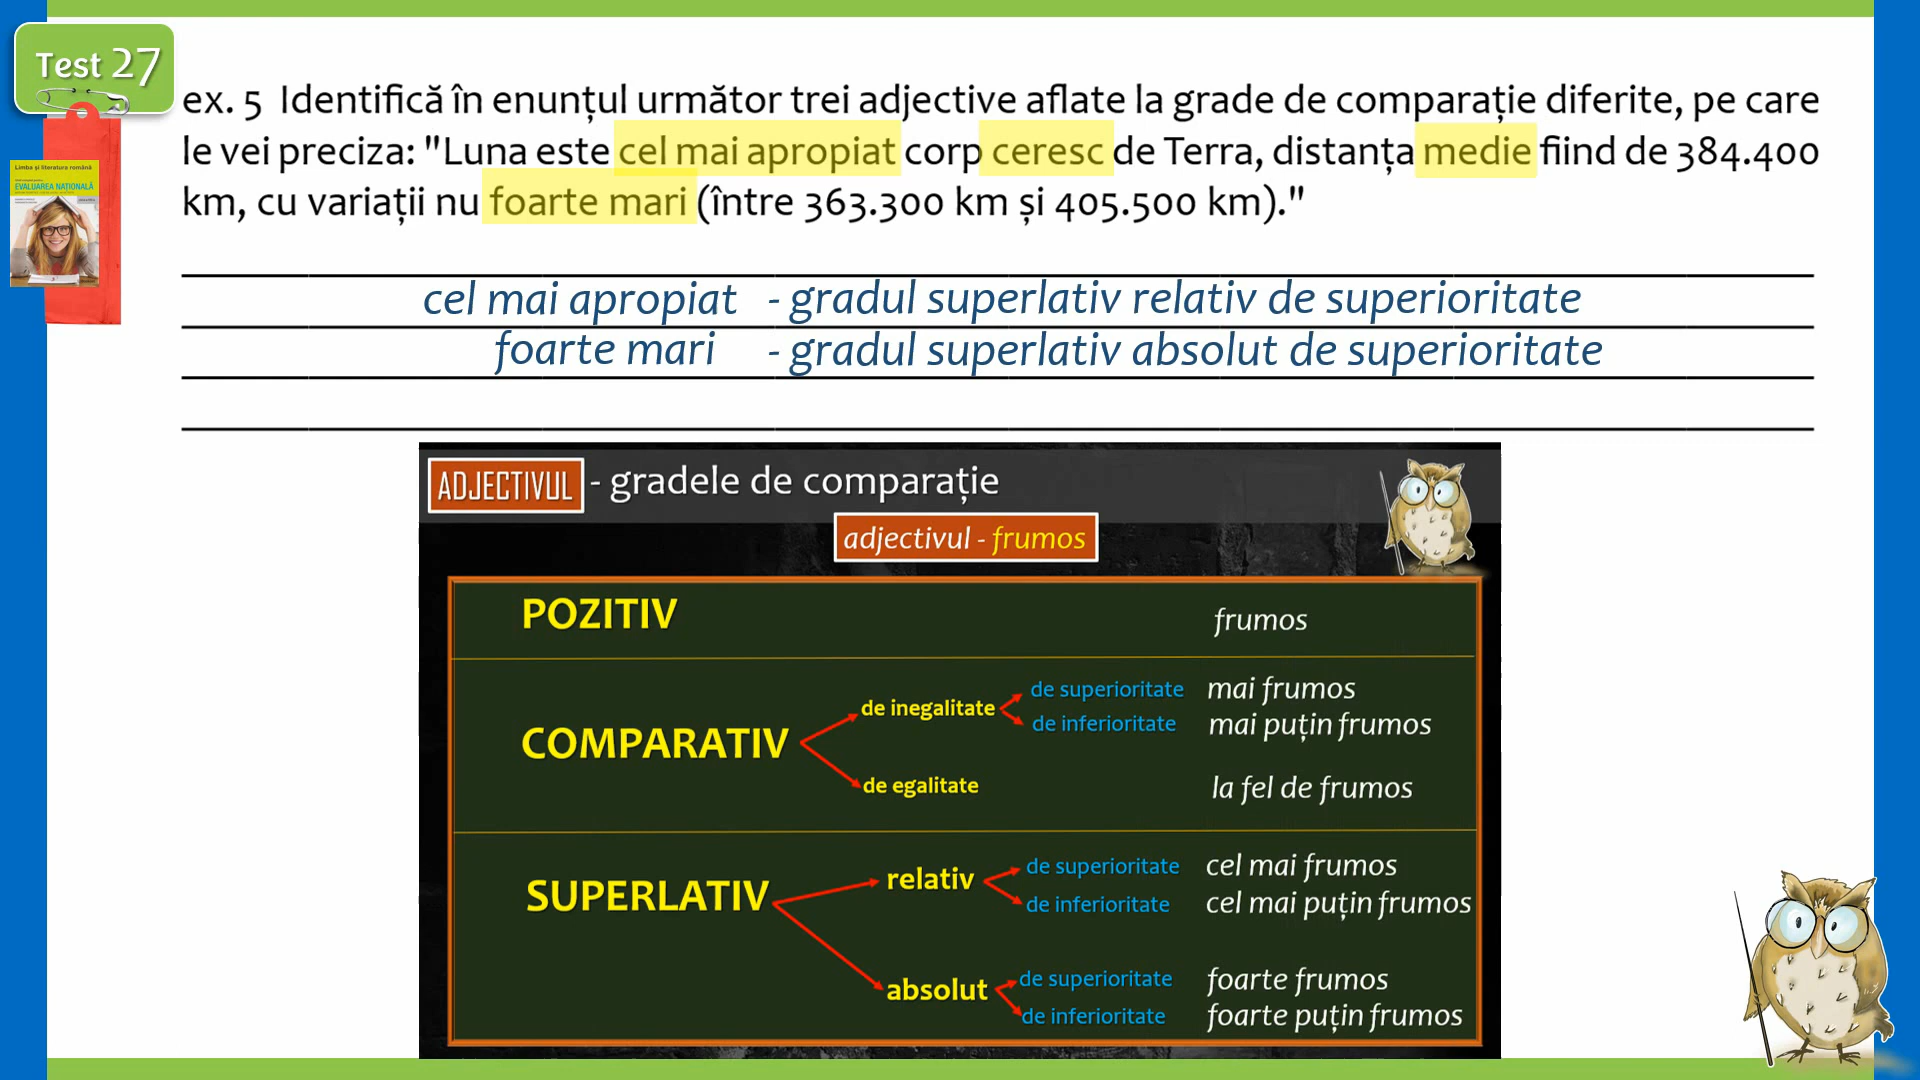 Test 27
ex. 5 Identifică în enunțul următor trei adjective aflate la grade de comparație diferite, pe care
le vei preciza: "Luna este cel mai apropiat corp ceresc de Terra, distanța medie fiind de 384.400
km, cu variații nu foarte mari (între 363.300 km și 405.500 km)."
Limba și literatura română
EVALUAREA NAȚIONALĂ
cel mai apropiat - gradul superlativ relativ de superioritate
foarte mari - gradul superlativ absolut de superioritate
ADJECTIVUL - gradele de comparație
adjectivul - frumos
POZITIV frumos
de superioritate mai frumos
de inegalitate
de inferioritate mai puțin frumos
COMPARATIV
de egalitate la fel de frumos
de superioritate cel mai frumos
relativ
SUPERLATIV
de inferioritate cel mai puțin frumos
de superioritate foarte frumos
absolut
de inferioritate foarte puțin frumos